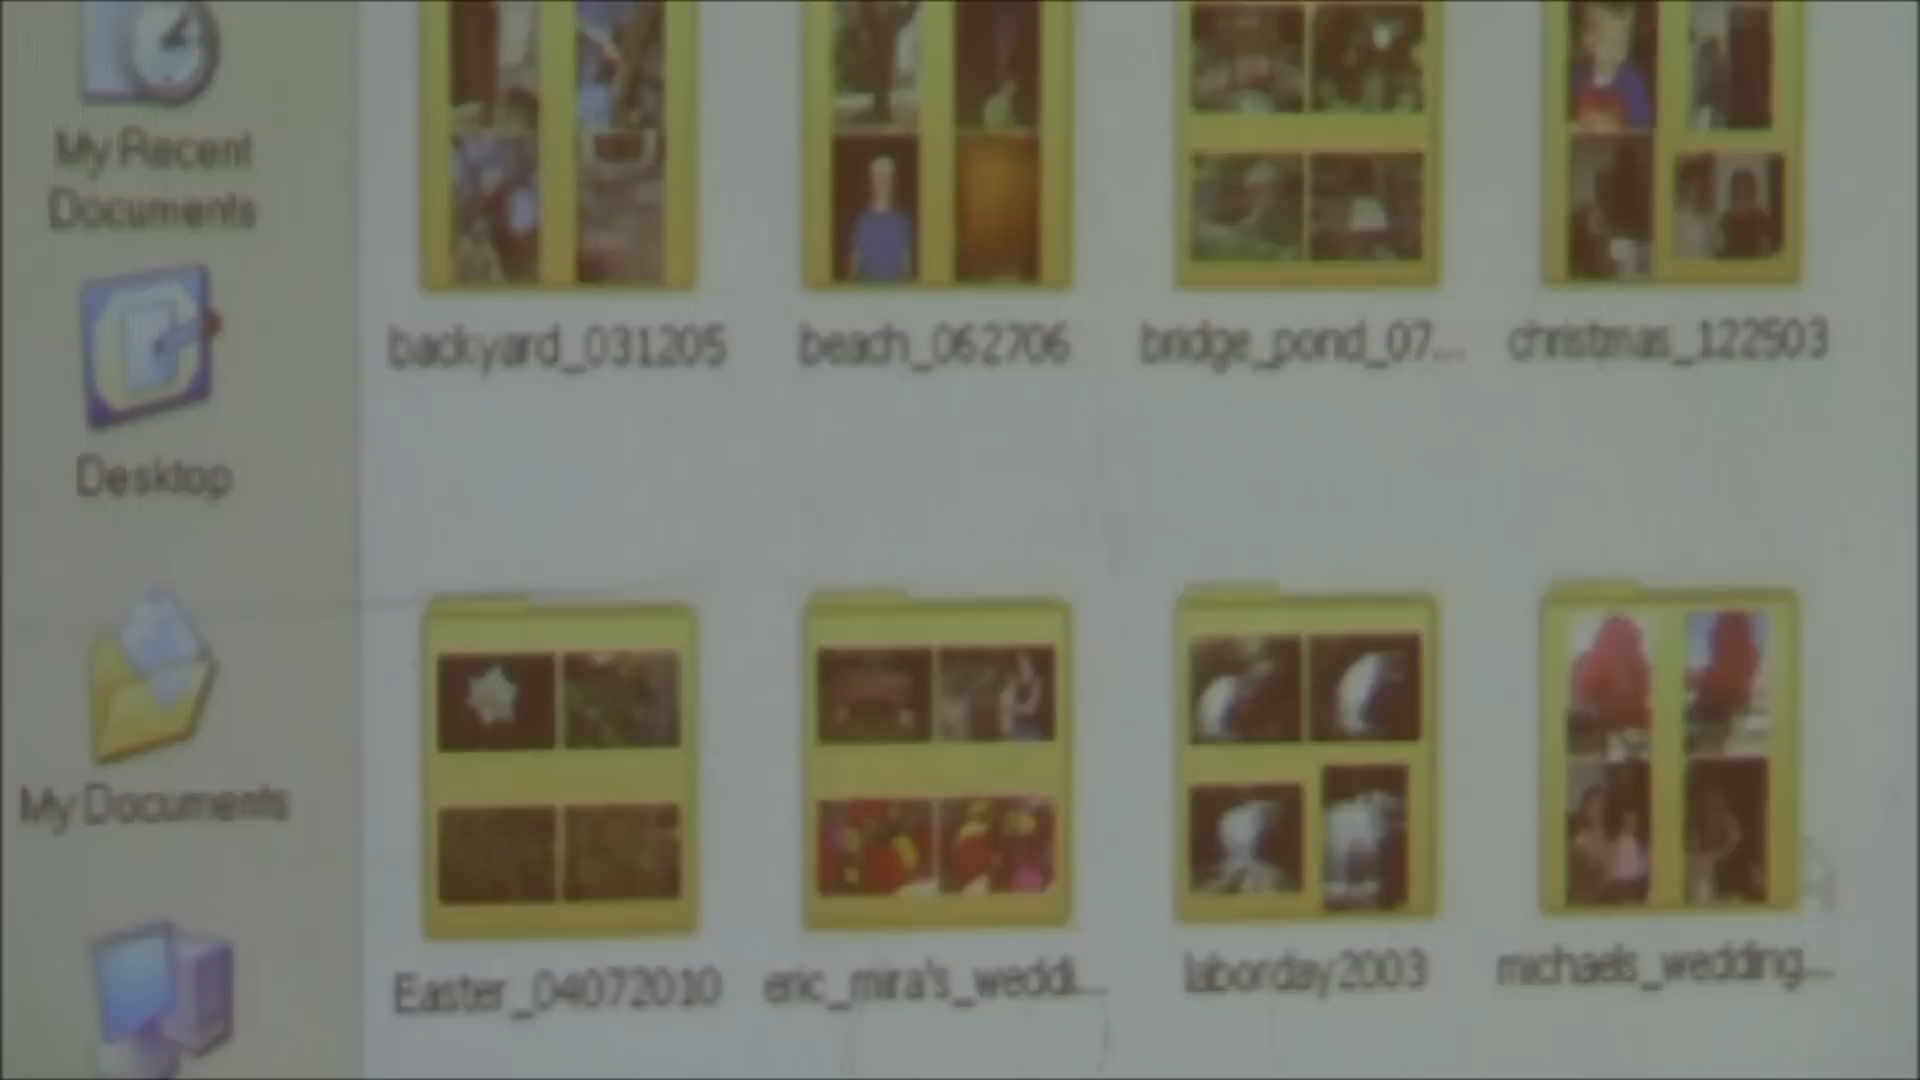 My Recent
Documents
backyard_031205
beach_062706
bridge_pond_07...
christmas_122503
Desktop
My Documents
Easter_04072010
eric_mira's_weddi...
laborday2003
michaels_wedding...